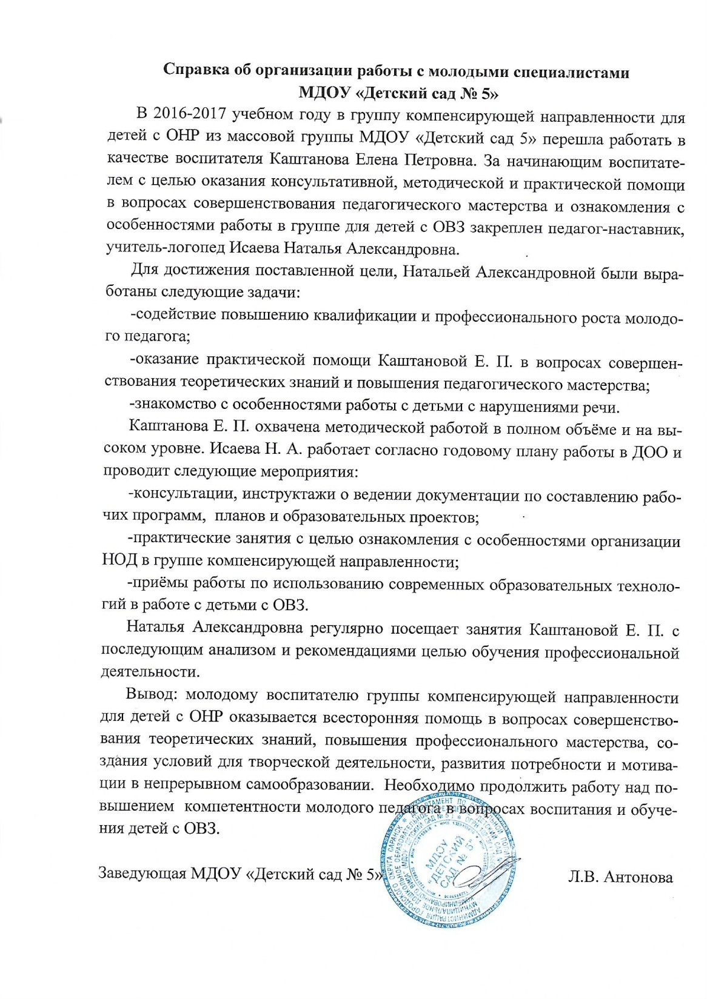 Справка об организации работы с молодыми специалистами
МДОУ «Детский сад № 5»
В 2016-2017 учебном году в группу компенсирующей направленности для
детей с ОНР из массовой группы МДОУ «Детский сад 5» перешла работать в
качестве воспитателя Каштанова Елена Петровна. За начинающим воспитате-
лем с целью оказания консультативной, методической и практической помощи
в вопросах совершенствования педагогического мастерства и ознакомления с
особенностями работы в группе для детей с ОВЗ закреплен педагог-наставник,
учитель-логопед Исаева Наталья Александровна.
Для достижения поставленной цели, Натальей Александровной были выра-
ботаны следующие задачи:
-содействие повышению квалификации и профессионального роста молодо-
го педагога;
-оказание практической помощи Каштановой Е. П. в вопросах совершен-
ствования теоретических знаний и повышения педагогического мастерства;
-знакомство с особенностями работы с детьми с нарушениями речи.
Каштанова Е. П. охвачена методической работой в полном объёме и на вы-
соком уровне. Исаева Н. А. работает согласно годовому плану работы в ДОО и
проводит следующие мероприятия:
-консультации, инструктажи о ведении документации по составлению рабо-
чих программ, планов и образовательных проектов;
-практические занятия с целью ознакомления с особенностями организации
НОД в группе компенсирующей направленности;
-приёмы работы по использованию современных образовательных техноло-
гий в работе с детьми с ОВЗ.
Наталья Александровна регулярно посещает занятия Каштановой Е. П. с
последующим анализом и рекомендациями целью обучения профессиональной
деятельности.
Вывод: молодому воспитателю группы компенсирующей направленности
для детей с ОНР оказывается всесторонняя помощь в вопросах совершенство-
вания теоретических знаний, повышения профессионального мастерства, со-
здания условий для творческой деятельности, развития потребности и мотива-
ции в непрерывном самообразовании. Необходимо продолжить работу над по-
вышением компетентности молодого педагога в вопросах воспитания и обуче-
ния детей с ОВЗ.
Заведующая МДОУ «Детский сад № 5» Л.В. Антонова
МДОУ
"ДЕТСКИЙ
САД № 5"